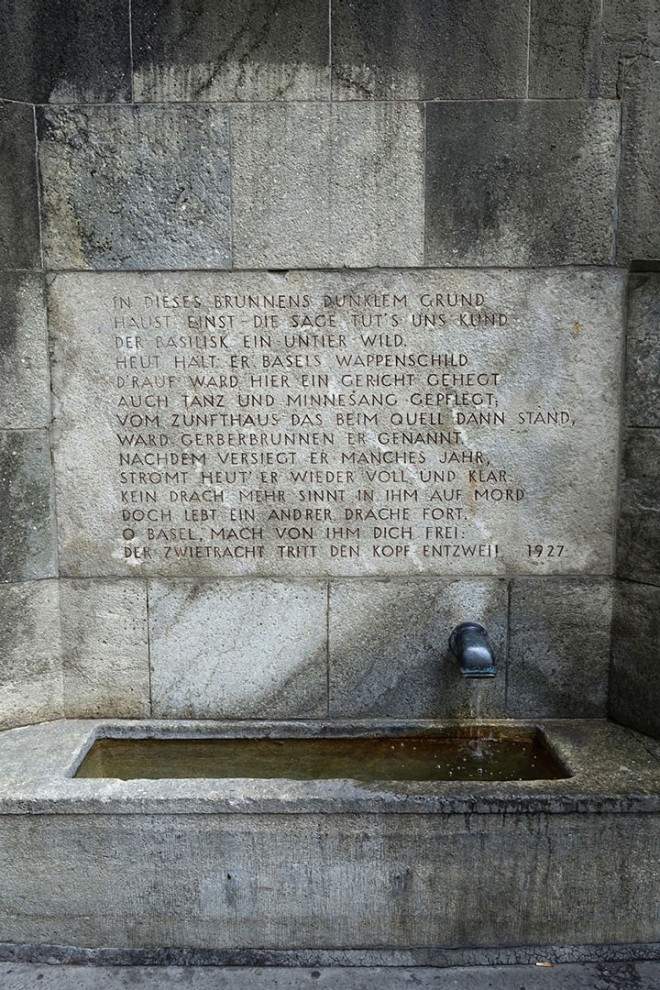 IN DIESES BRUNNENS DUNKLEM GRUND
HAUST EINST – DIE SAGE TUT'S UNS KUND –
DER BASILISK EIN UNTIER WILD.
HEUT HÄLT ER BASELS WAPPENSCHILD
D'RAUF WARD HIER EIN GERICHT GEHEGT
AUCH TANZ UND MINNESANG GEPFLEGT;
VOM ZUNFTHAUS DAS BEIM QUELL DANN STAND,
WARD GERBERBRUNNEN ER GENANNT.
NACHDEM VERSIEGT ER MANCHES JAHR,
STRÖMT HEUT' ER WIEDER VOLL UND KLAR.
KEIN DRACH MEHR SINNT IN IHM AUF MORD
DOCH LEBT EIN ANDRER DRACHE FORT.
O BASEL, MACH VON IHM DICH FREI:
DER ZWIETRACHT TRITT DEN KOPF ENTZWEI! 1927